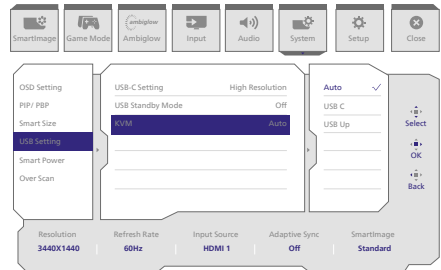 SmartImage
Game Mode
ambiglow
Ambiglow
Input
Audio
System
Setup
Close
OSD Setting
PIP/ PBP
Smart Size
USB Setting
Smart Power
Over Scan
USB-C Setting High Resolution
USB Standby Mode Off
KVM Auto
Auto
USB C
USB Up
Select
OK
Back
Resolution Refresh Rate Input Source Adaptive Sync SmartImage
3440X1440 60Hz HDMI 1 Off Standard